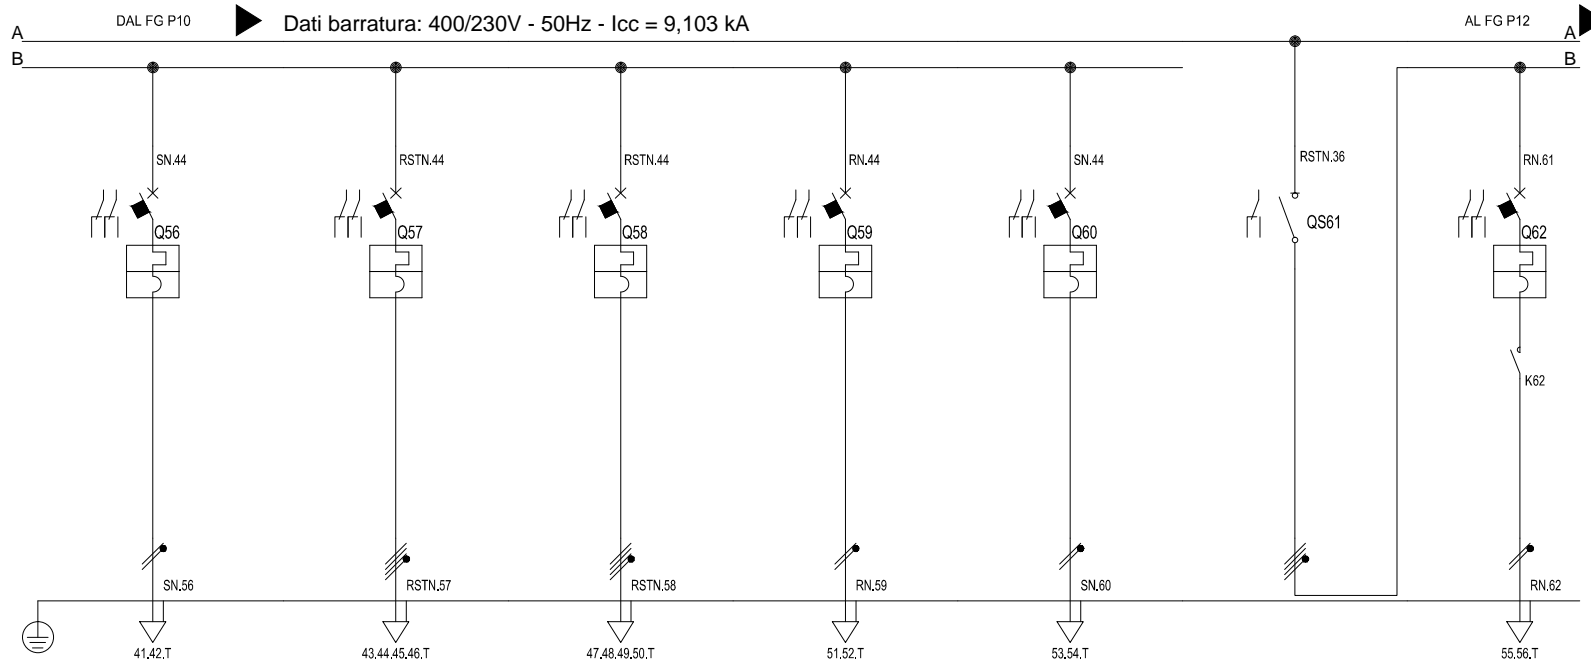 DAL FG P10
Dati barratura: 400/230V - 50Hz - Icc = 9,103 kA
AL FG P12
A
A
B
B
SN.44
RSTN.44
RSTN.44
RN.44
SN.44
RSTN.36
RN.61
Q56
Q57
Q58
Q59
Q60
QS61
Q62
K62
SN.56
RSTN.57
RSTN.58
RN.59
SN.60
RN.62
41.42.T
43.44.45.46.T
47.48.49.50.T
51.52.T
53.54.T
55.56.T